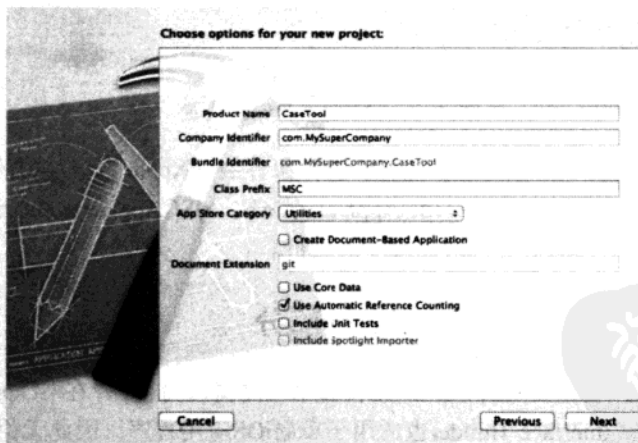 Choose options for your new project:
Product Name CaseTool
Company Identifier com.MySuperCompany
Bundle Identifier com.MySuperCompany.CaseTool
Class Prefix MSC
App Store Category Utilities
Create Document-Based Application
Document Extension git
Use Core Data
Use Automatic Reference Counting
Include Unit Tests
Include Spotlight Importer
Cancel Previous Next